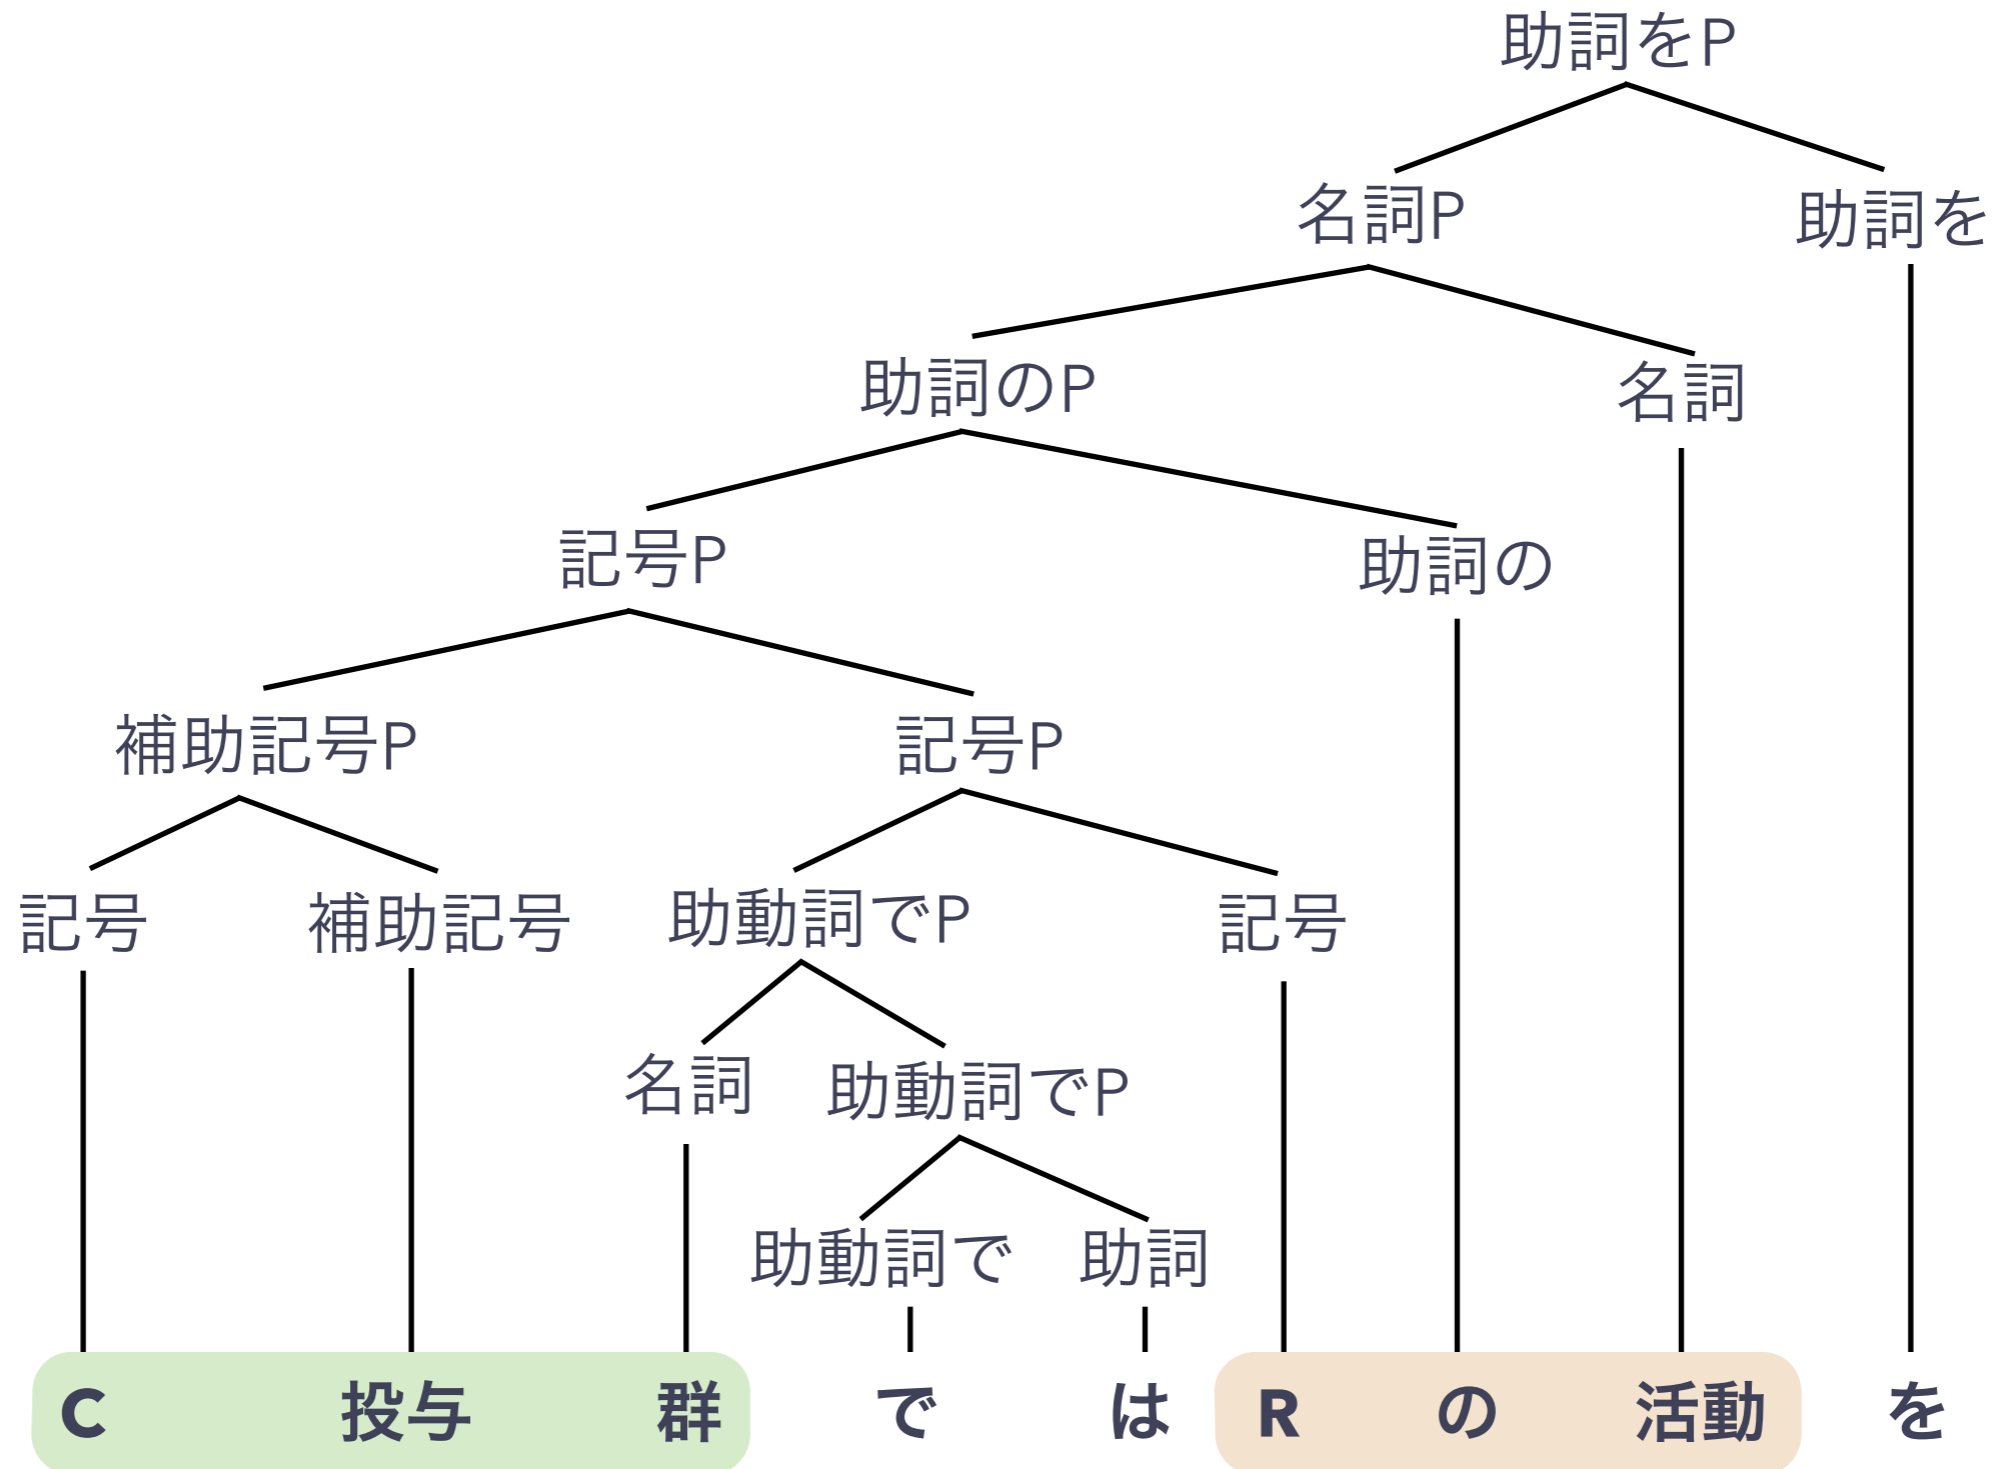 助詞をP
名詞P 助詞を
助詞のP 名詞
記号P 助詞の
補助記号P 記号P
記号 補助記号 助動詞でP 記号
名詞 助動詞でP
助動詞で 助詞
C 投与 群 で は R の 活動 を